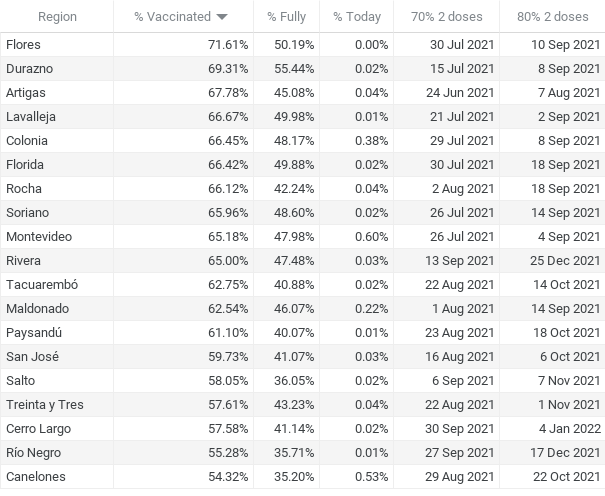 Region % Vaccinated % Fully % Today 70% 2 doses 80% 2 doses
Flores 71.61% 50.19% 0.00% 30 Jul 2021 10 Sep 2021
Durazno 69.31% 55.44% 0.02% 15 Jul 2021 8 Sep 2021
Artigas 67.78% 45.08% 0.04% 24 Jun 2021 7 Aug 2021
Lavalleja 66.67% 49.98% 0.01% 21 Jul 2021 2 Sep 2021
Colonia 66.45% 48.17% 0.38% 29 Jul 2021 8 Sep 2021
Florida 66.42% 49.88% 0.02% 30 Jul 2021 18 Sep 2021
Rocha 66.12% 42.24% 0.04% 2 Aug 2021 18 Sep 2021
Soriano 65.96% 48.60% 0.02% 26 Jul 2021 14 Sep 2021
Montevideo 65.18% 47.98% 0.60% 26 Jul 2021 4 Sep 2021
Rivera 65.00% 47.48% 0.03% 13 Sep 2021 25 Dec 2021
Tacuarembó 62.75% 40.88% 0.02% 22 Aug 2021 14 Oct 2021
Maldonado 62.54% 46.07% 0.22% 1 Aug 2021 14 Sep 2021
Paysandú 61.10% 40.07% 0.01% 23 Aug 2021 18 Oct 2021
San José 59.73% 41.07% 0.03% 16 Aug 2021 6 Oct 2021
Salto 58.05% 36.05% 0.02% 6 Sep 2021 7 Nov 2021
Treinta y Tres 57.61% 43.23% 0.04% 22 Aug 2021 1 Nov 2021
Cerro Largo 57.58% 41.14% 0.02% 30 Sep 2021 4 Jan 2022
Río Negro 55.28% 35.71% 0.01% 27 Sep 2021 17 Dec 2021
Canelones 54.32% 35.20% 0.53% 29 Aug 2021 22 Oct 2021